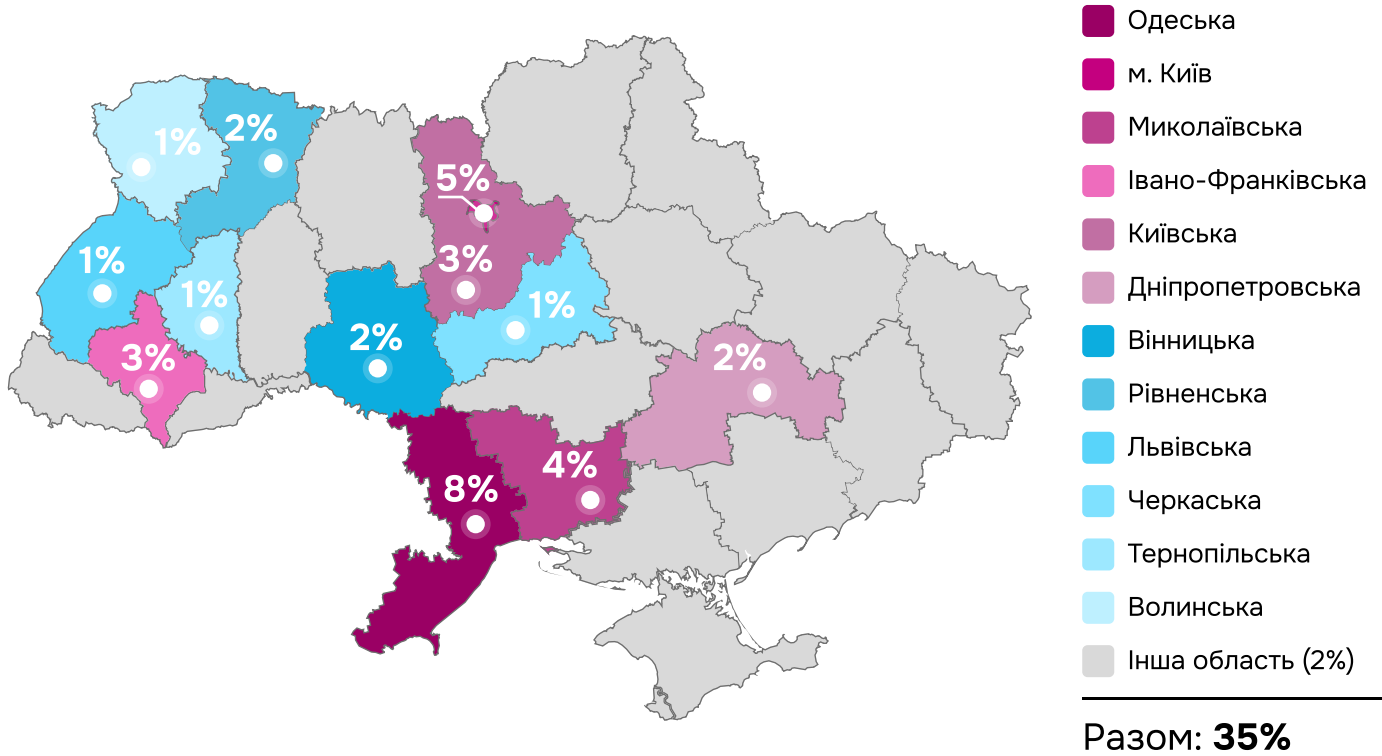 1%
2%
5%
1%
3%
1%
1%
2%
3%
2%
4%
8%
Одеська
м. Київ
Миколаївська
Івано-Франківська
Київська
Дніпропетровська
Вінницька
Рівненська
Львівська
Черкаська
Тернопільська
Волинська
Інша область (2%)
Разом: 35%